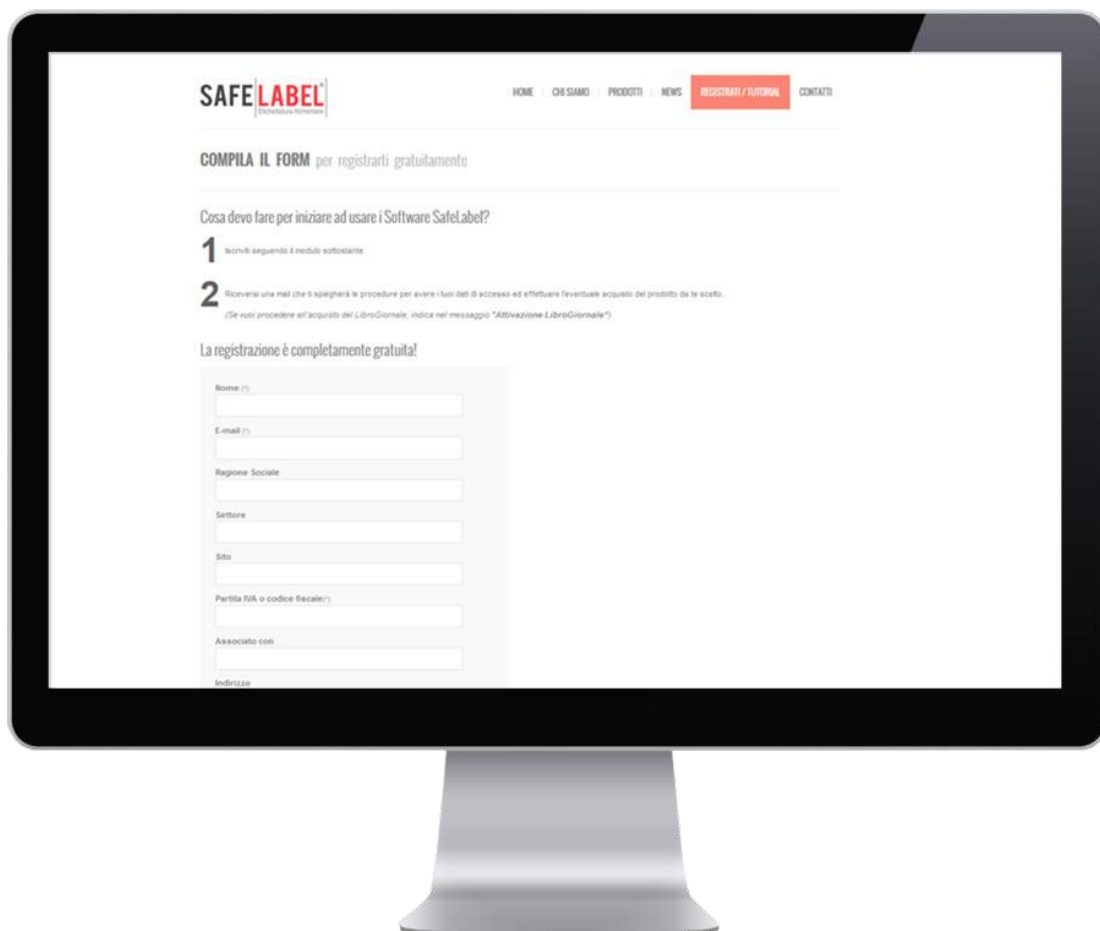 SAFE LABEL®
Etichettatura Alimentare
HOME CHI SIAMO PRODOTTI NEWS REGISTRATI / TUTORIAL CONTATTI
COMPILA IL FORM per registrarti gratuitamente
Cosa devo fare per iniziare ad usare i Software SafeLabel?
1 Iscriviti seguendo il modulo sottostante.
2 Riceverai una mail che ti spiegherà le procedure per avere i tuoi dati di accesso ed effettuare l'eventuale acquisto del prodotto da te scelto.
(Se vuoi procedere all'acquisto del LibroGiornale, indica nel messaggio "Attivazione LibroGiornale")
La registrazione è completamente gratuita!
Nome (*)
E-mail (*)
Ragione Sociale
Settore
Sito
Partita IVA o codice fiscale(*)
Associato con
Indirizzo